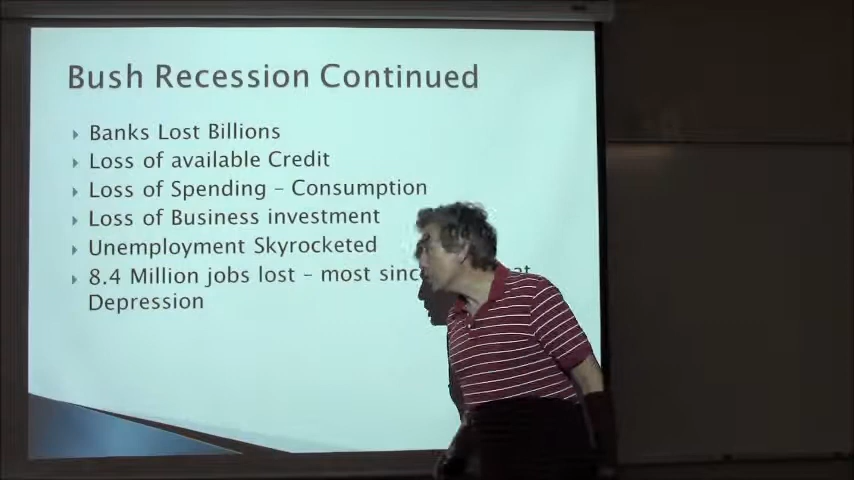 Bush Recession Continued
Banks Lost Billions
Loss of available Credit
Loss of Spending – Consumption
Loss of Business investment
Unemployment Skyrocketed
8.4 Million jobs lost – most
Depression